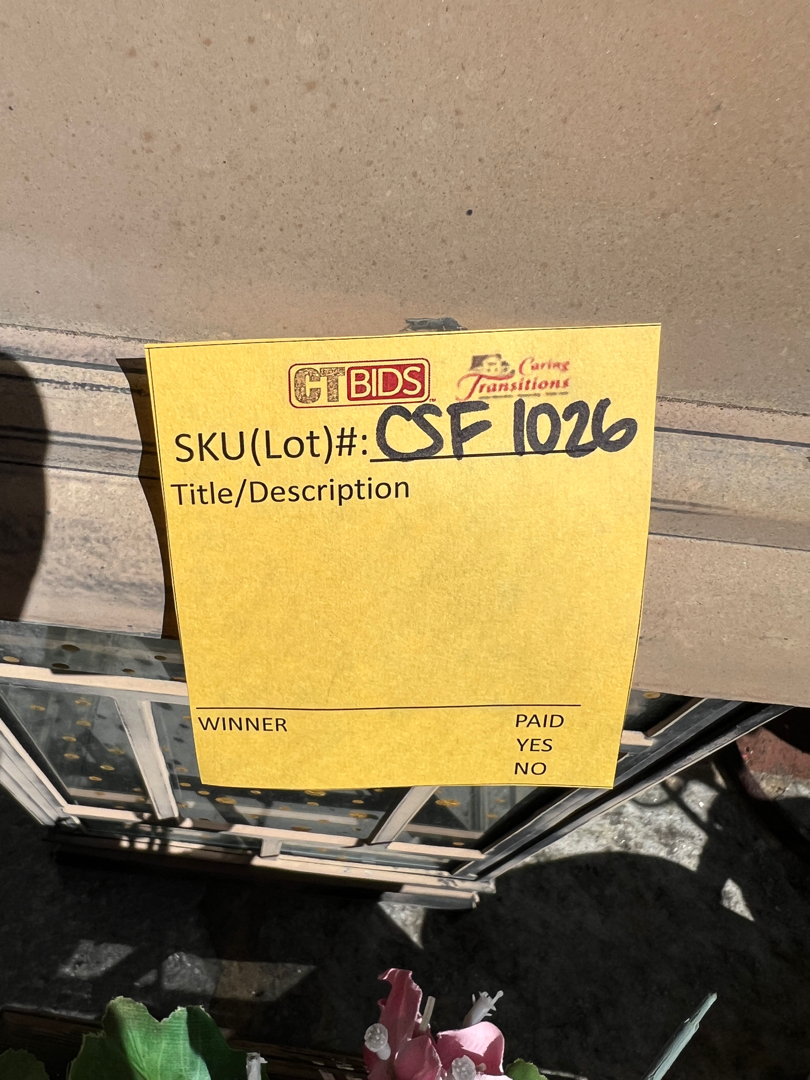 CTBIDS Caring Transitions
SKU(Lot)#: CSF 1026
Title/Description
WINNER PAID
YES
NO